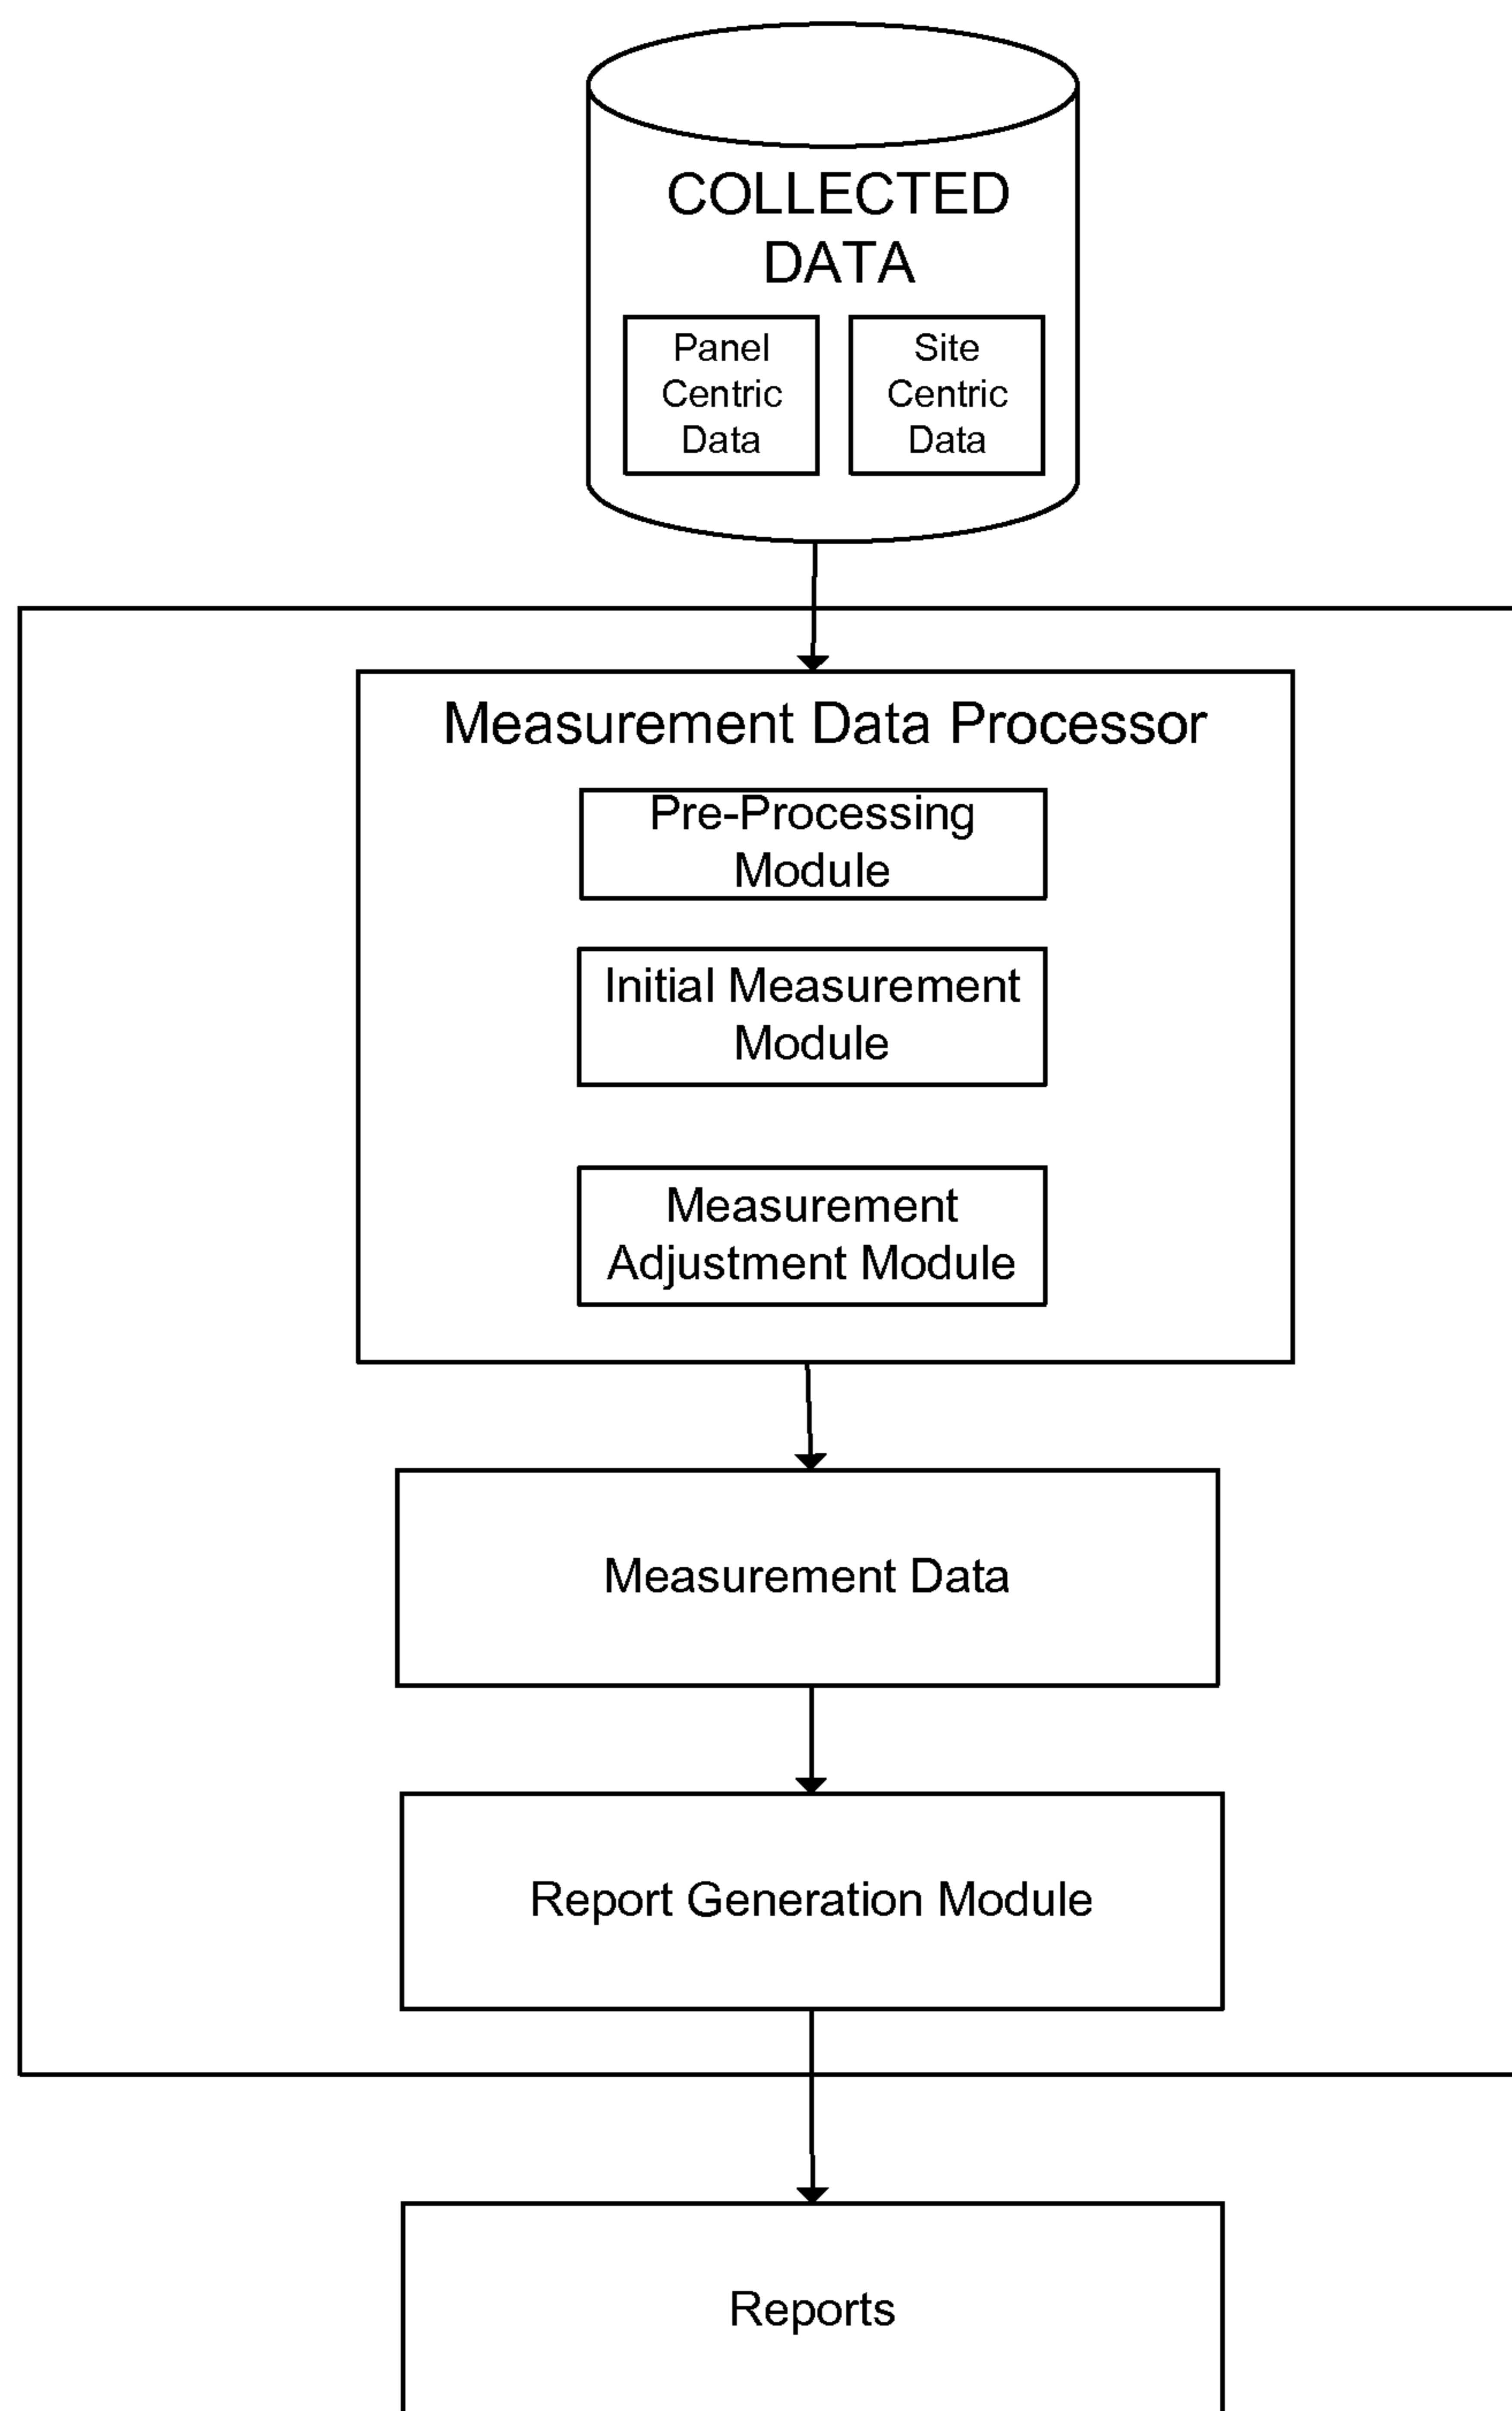 COLLECTED
DATA
Panel
Centric
Data
Site
Centric
Data
Measurement Data Processor
Pre-Processing
Module
Initial Measurement
Module
Measurement
Adjustment Module
Measurement Data
Report Generation Module
Reports